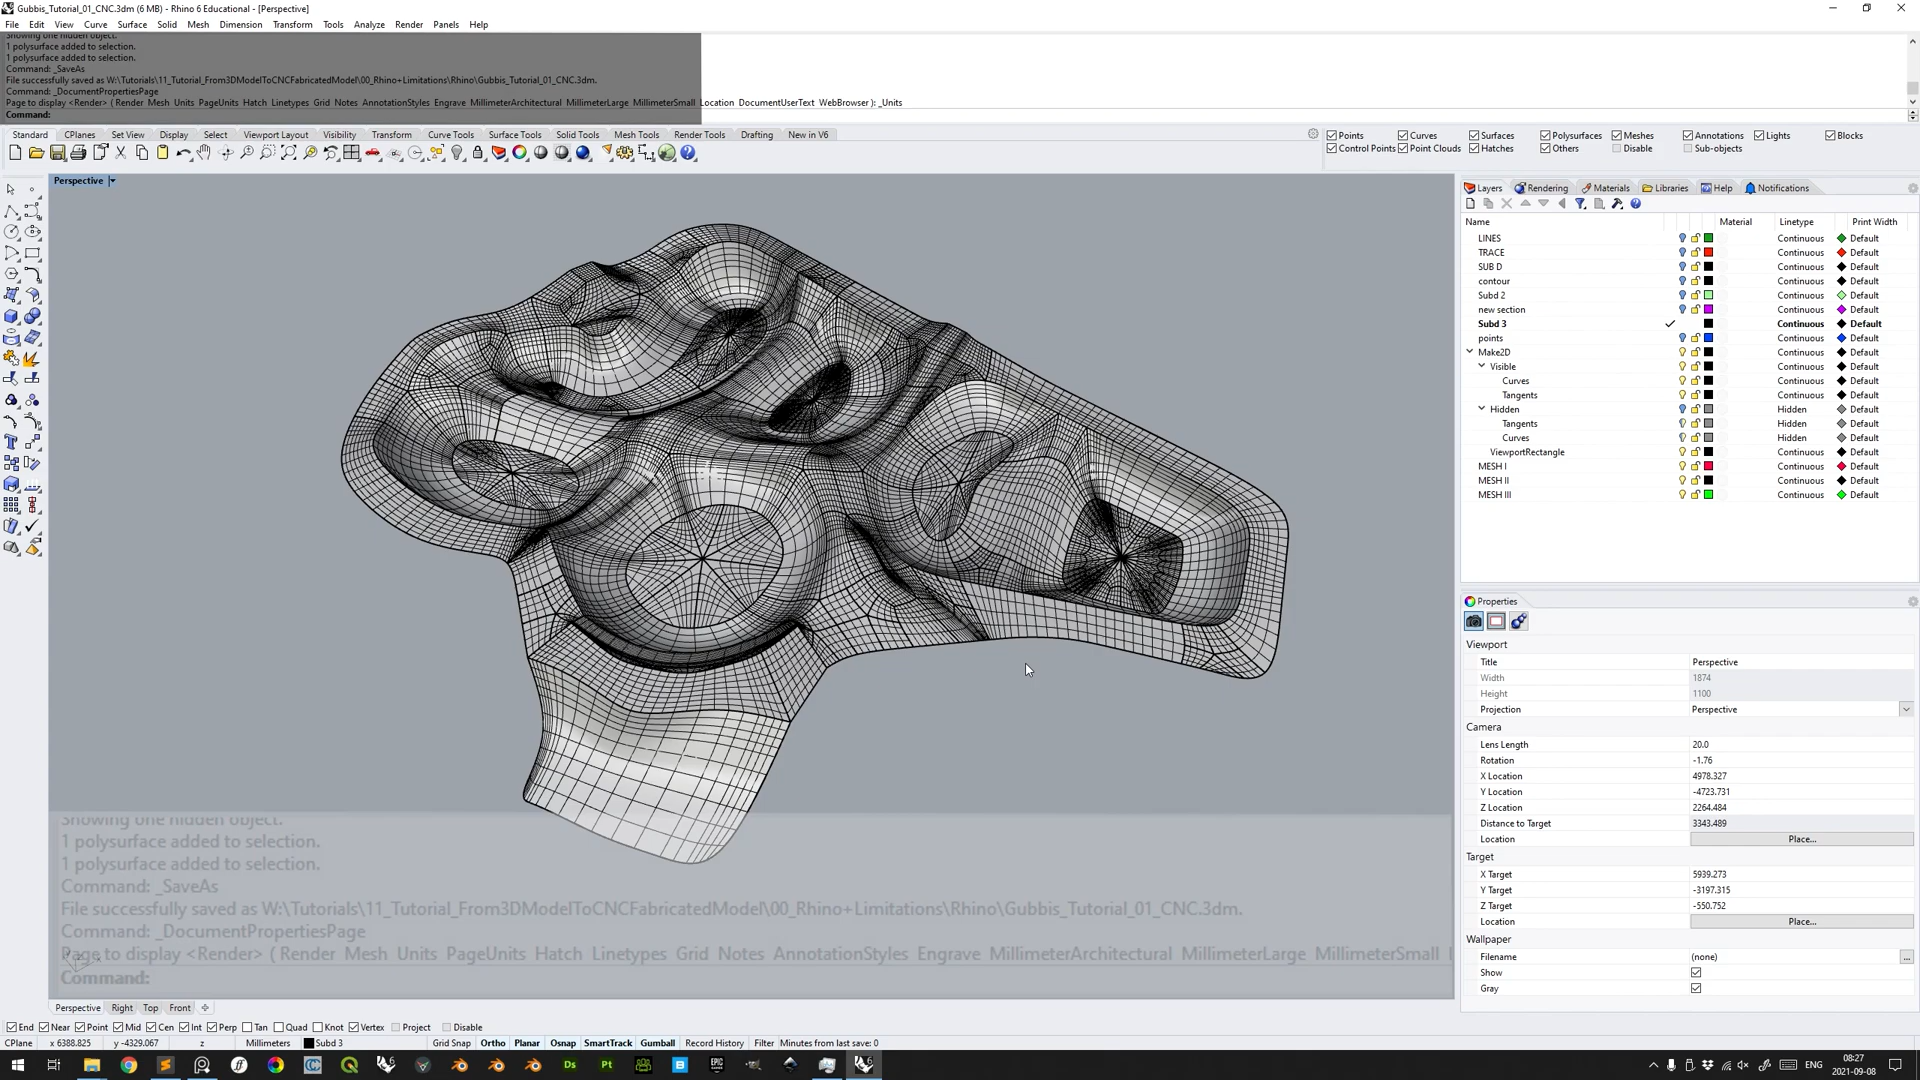 Gubbis_Tutorial_01_CNC.3dm (6 MB) - Rhino 6 Educational - [Perspective]
File Edit View Curve Surface Solid Mesh Dimension Transform Tools Analyze Render Panels Help
Showing one hidden object.
1 polysurface added to selection.
1 polysurface added to selection.
Command: _SaveAs
File successfully saved as W:\Tutorials\11_Tutorial_From3DModelToCNCFabricatedModel\00_Rhino+Limitations\Rhino\Gubbis_Tutorial_01_CNC.3dm.
Command: _DocumentPropertiesPage
Page to display <Render> ( Render Mesh Units PageUnits Hatch Linetypes Grid Notes AnnotationStyles Engrave MillimeterArchitectural MillimeterLarge MillimeterSmall Location DocumentUserText WebBrowser ): _Units
Command:
Standard CPlanes Set View Display Select Viewport Layout Visibility Transform Curve Tools Surface Tools Solid Tools Mesh Tools Render Tools Drafting New in V6
Points Curves Surfaces Polysurfaces Meshes Annotations Lights Blocks
Control Points Point Clouds Hatches Others Disable Sub-objects
Perspective
Layers Rendering Materials Libraries Help Notifications
Name Material Linetype Print Width
LINES Continuous Default
TRACE Continuous Default
SUB D Continuous Default
contour Continuous Default
Subd 2 Continuous Default
new section Continuous Default
Subd 3 Continuous Default
points Continuous Default
Make2D Continuous Default
Visible Continuous Default
Curves Continuous Default
Tangents Continuous Default
Hidden Hidden Default
Tangents Hidden Default
Curves Hidden Default
ViewportRectangle Continuous Default
MESH I Continuous Default
MESH II Continuous Default
MESH III Continuous Default
Properties
Viewport
Title Perspective
Width 1874
Height 1100
Projection Perspective
Camera
Lens Length 20.0
Rotation -1.76
X Location 4978.327
Y Location -4723.731
Z Location 2264.484
Distance to Target 3343.489
Location Place...
Target
X Target 5939.273
Y Target -3197.315
Z Target -550.752
Location Place...
Wallpaper
Filename (none) ...
Show
Gray
Showing one hidden object.
1 polysurface added to selection.
1 polysurface added to selection.
Command: _SaveAs
File successfully saved as W:\Tutorials\11_Tutorial_From3DModelToCNCFabricatedModel\00_Rhino+Limitations\Rhino\Gubbis_Tutorial_01_CNC.3dm.
Command: _DocumentPropertiesPage
Page to display <Render> ( Render Mesh Units PageUnits Hatch Linetypes Grid Notes AnnotationStyles Engrave MillimeterArchitectural MillimeterLarge MillimeterSmall
Command:
Perspective Right Top Front
End Near Point Mid Cen Int Perp Tan Quad Knot Vertex Project Disable
CPlane x 6388.825 y -4329.067 z Millimeters Subd 3 Grid Snap Ortho Planar Osnap SmartTrack Gumball Record History Filter Minutes from last save: 0
Ds Pt B ENG 08:27
2021-09-08